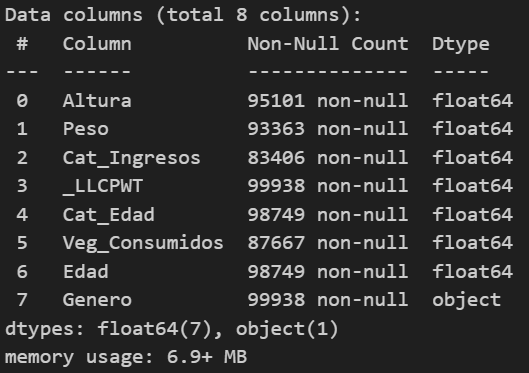 Data columns (total 8 columns):
 #   Column          Non-Null Count  Dtype
---  ------          --------------  -----
 0   Altura          95101 non-null  float64
 1   Peso            93363 non-null  float64
 2   Cat_Ingresos    83406 non-null  float64
 3   _LLCPWT         99938 non-null  float64
 4   Cat_Edad        98749 non-null  float64
 5   Veg_Consumidos  87667 non-null  float64
 6   Edad            98749 non-null  float64
 7   Genero          99938 non-null  object
dtypes: float64(7), object(1)
memory usage: 6.9+ MB